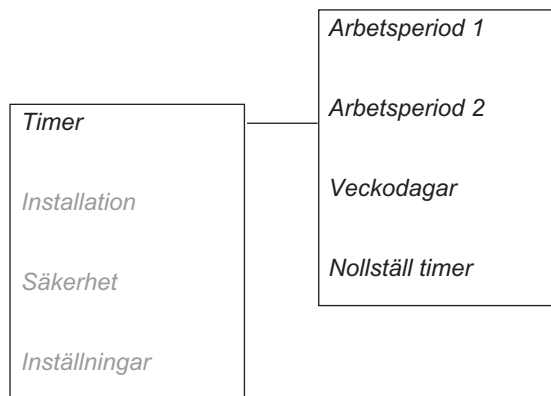 Timer
Installation
Säkerhet
Inställningar
Arbetsperiod 1
Arbetsperiod 2
Veckodagar
Nollställ timer